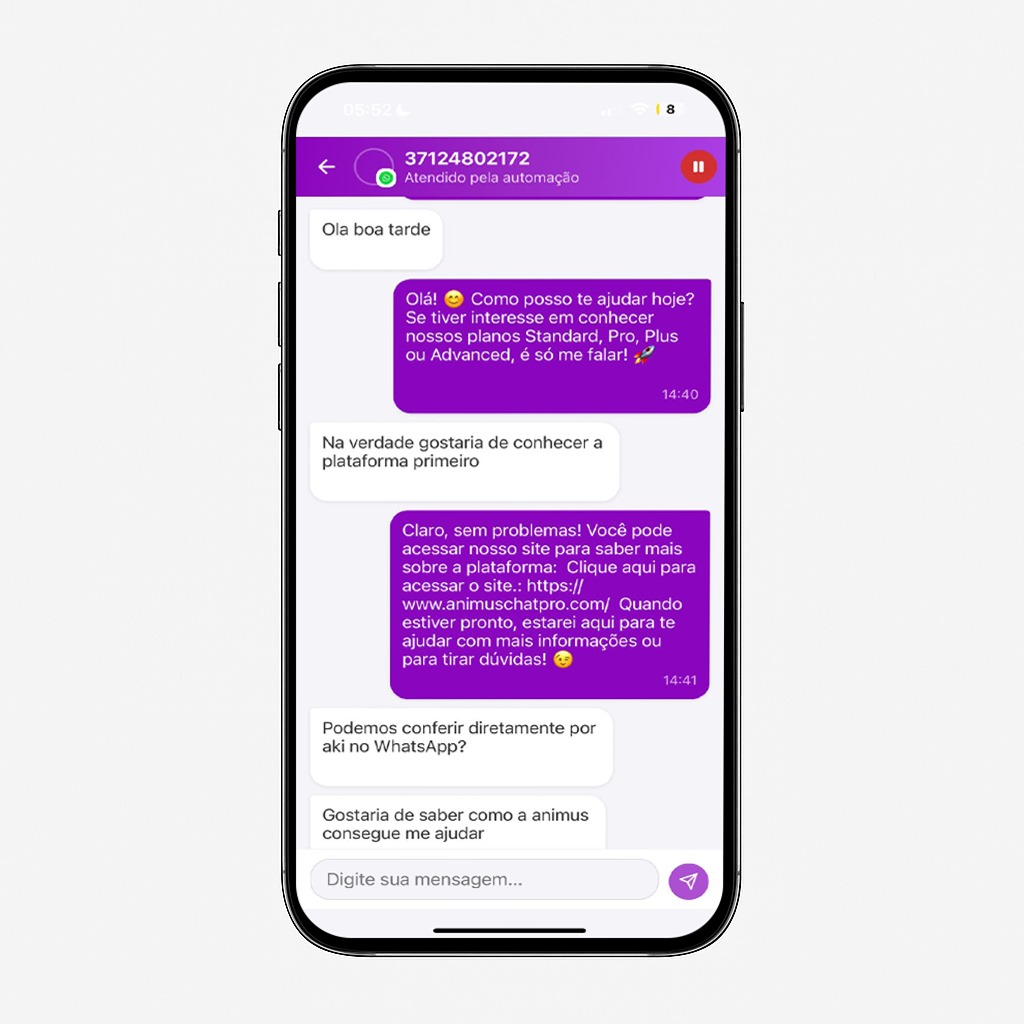 05:52
8
37124802172
Atendido pela automação
Ola boa tarde
Olá! 😊 Como posso te ajudar hoje?
Se tiver interesse em conhecer
nossos planos Standard, Pro, Plus
ou Advanced, é só me falar! 🚀
14:40
Na verdade gostaria de conhecer a
plataforma primeiro
Claro, sem problemas! Você pode
acessar nosso site para saber mais
sobre a plataforma:  Clique aqui para
acessar o site.: https://
www.animuschatpro.com/  Quando
estiver pronto, estarei aqui para te
ajudar com mais informações ou
para tirar dúvidas! 😉
14:41
Podemos conferir diretamente por
aki no WhatsApp?
Gostaria de saber como a animus
consegue me ajudar
Digite sua mensagem...